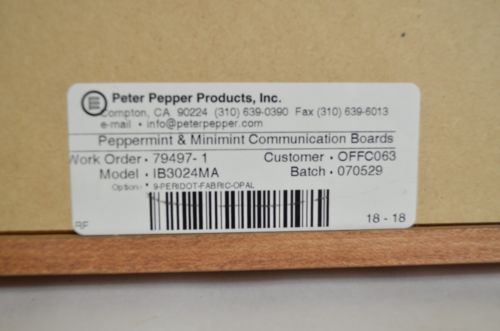 Peter Pepper Products, Inc.
Compton, CA 90224 (310) 639-0390 Fax (310) 639-6013
e-mail • info@peterpepper.com
Peppermint & Minimint Communication Boards
Work Order • 79497-1 Customer • OFFC063
Model • IB3024MA Batch • 070529
Option • 9-PERIDOT-FABRIC-OPAL
18 - 18